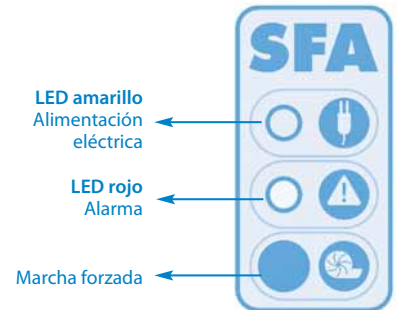 SFA
LED amarillo
Alimentación
eléctrica
LED rojo
Alarma
Marcha forzada